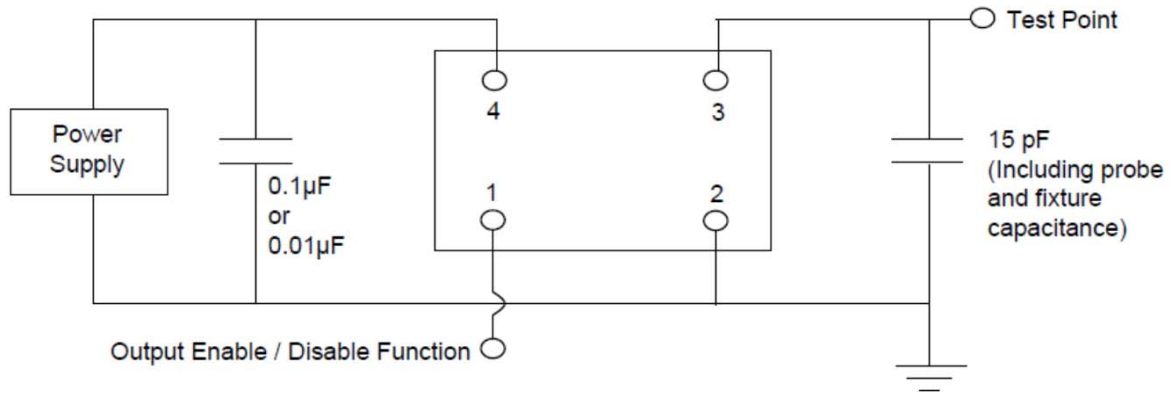 Test Point
4
3
Power
Supply
15 pF
(Including probe
and fixture
capacitance)
0.1µF
or
0.01µF
1
2
Output Enable / Disable Function